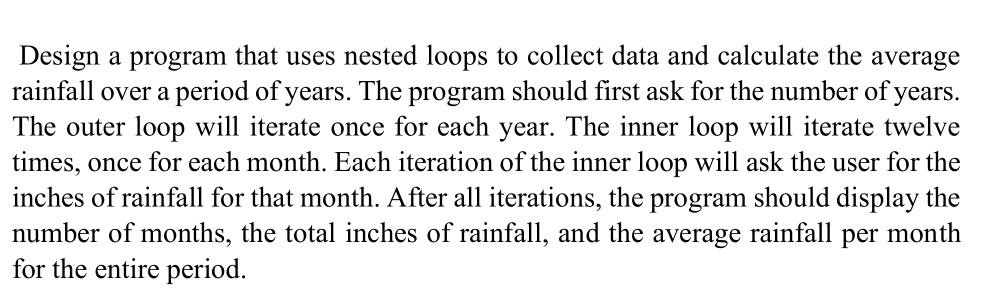 Design a program that uses nested loops to collect data and calculate the average
rainfall over a period of years. The program should first ask for the number of years.
The outer loop will iterate once for each year. The inner loop will iterate twelve
times, once for each month. Each iteration of the inner loop will ask the user for the
inches of rainfall for that month. After all iterations, the program should display the
number of months, the total inches of rainfall, and the average rainfall per month
for the entire period.